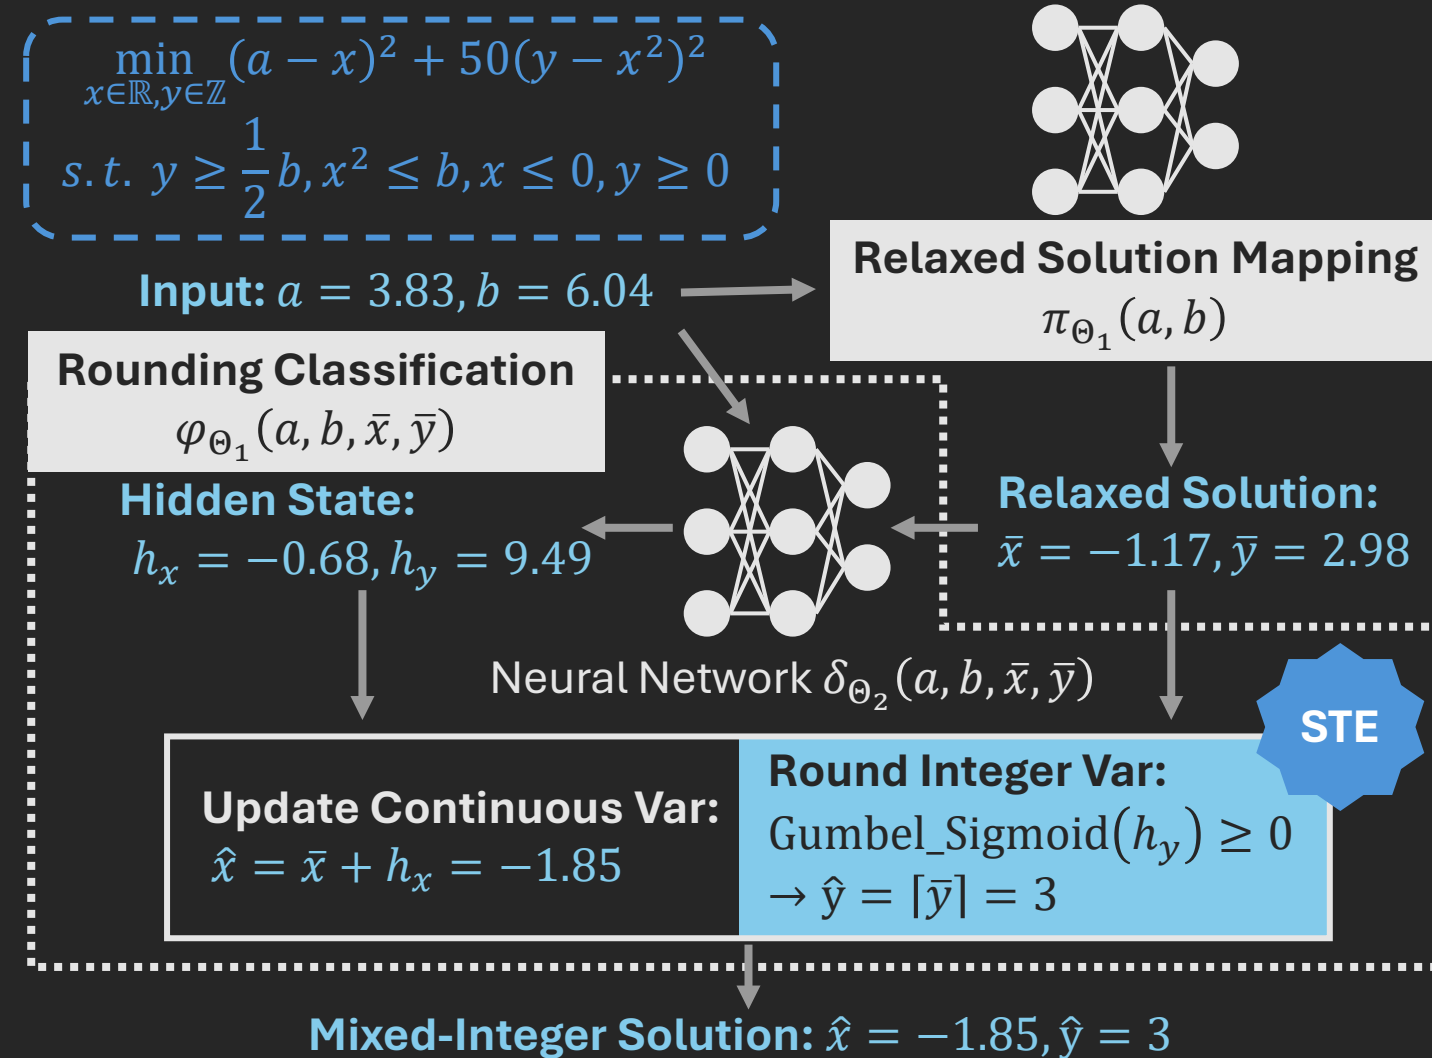 min (a − x)² + 50(y − x²)²
x∈ℝ,y∈ℤ
s.t. y ≥ 1/2 b, x² ≤ b, x ≤ 0, y ≥ 0
Input: a = 3.83, b = 6.04
Relaxed Solution Mapping
π_Θ₁(a, b)
Rounding Classification
φ_Θ₁(a, b, x̄, ȳ)
Hidden State:
hₓ = −0.68, h_y = 9.49
Relaxed Solution:
x̄ = −1.17, ȳ = 2.98
Neural Network δ_Θ₂(a, b, x̄, ȳ)
STE
Update Continuous Var:
x̂ = x̄ + hₓ = −1.85
Round Integer Var:
Gumbel_Sigmoid(h_y) ≥ 0
→ ŷ = ⌈ȳ⌉ = 3
Mixed-Integer Solution: x̂ = −1.85, ŷ = 3